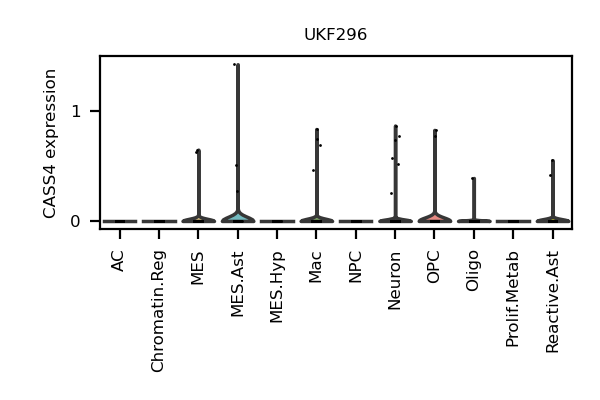 UKF296
CASS4 expression
1
0
AC
Chromatin.Reg
MES
MES.Ast
MES.Hyp
Mac
NPC
Neuron
OPC
Oligo
Prolif.Metab
Reactive.Ast